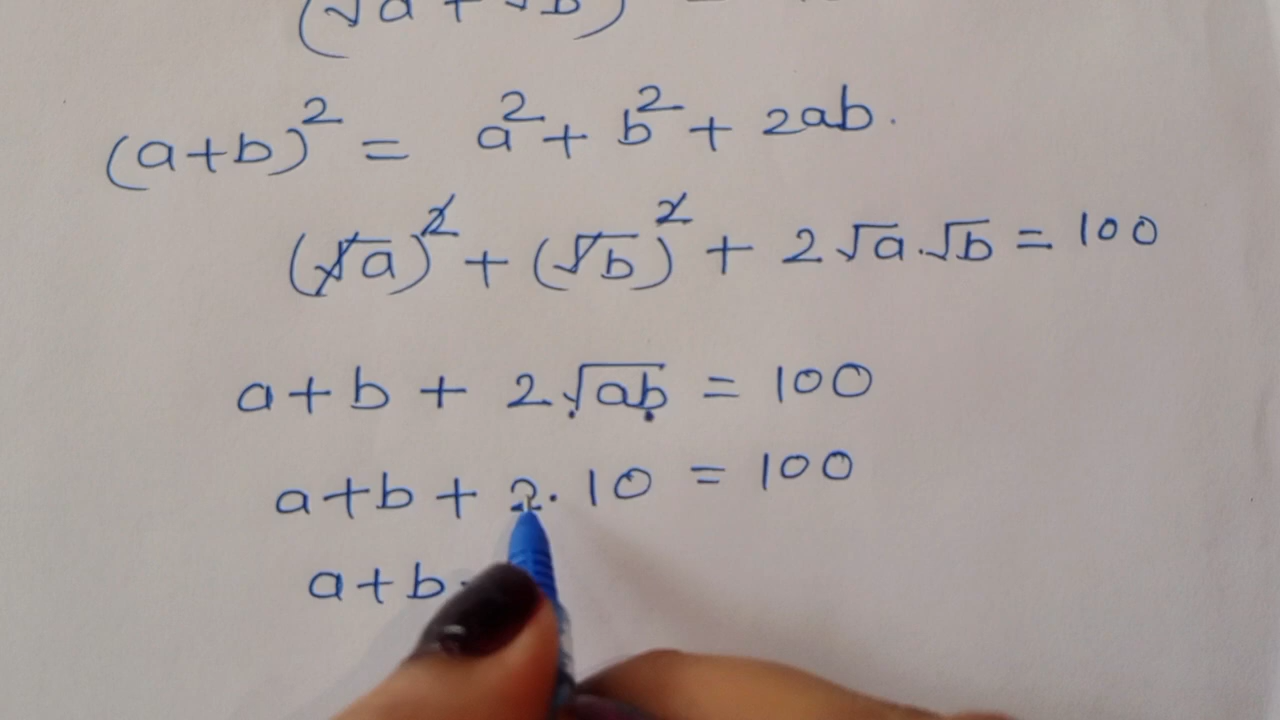 (√a + √b) =
(a+b)² = a² + b² + 2ab.
(√a)² + (√b)² + 2√a.√b = 100
a+b + 2√ab = 100
a+b + 2·10 = 100
a+b